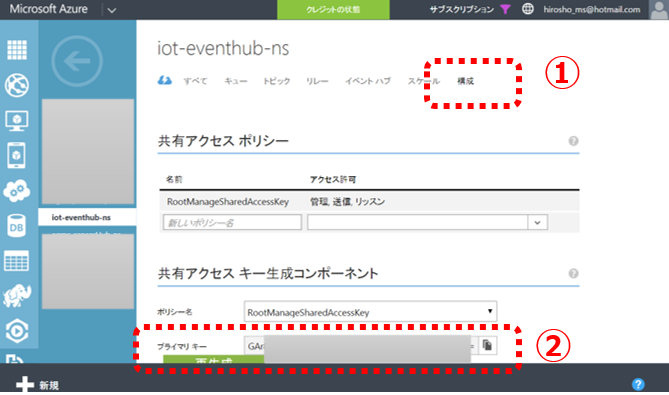 Microsoft Azure
クレジットの状態
サブスクリプション
hirosho_ms@hotmail.com
iot-eventhub-ns
すべて キュー トピック リレー イベント ハブ スケール 構成
①
共有アクセス ポリシー
名前 アクセス許可
RootManageSharedAccessKey 管理, 送信, リッスン
新しいポリシー名
iot-eventhub-ns
DB
共有アクセス キー生成コンポーネント
ポリシー名 RootManageSharedAccessKey
プライマリ キー
②
再生成
新規